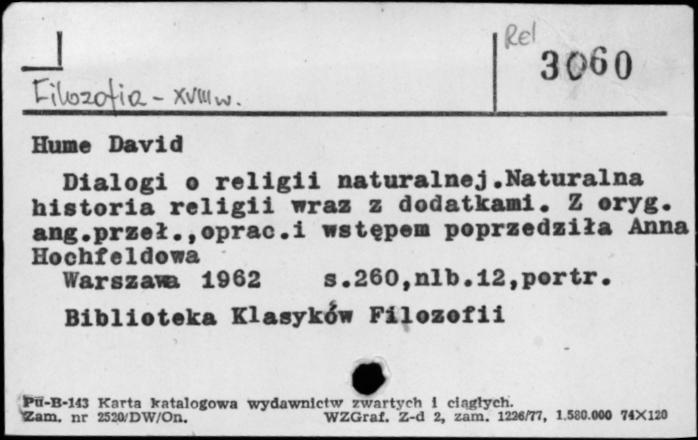 Rel
3060
Filozofia - XVIII w.
Hume David
Dialogi o religii naturalnej.Naturalna
historia religii wraz z dodatkami. Z oryg.
ang.przeł.,oprac.i wstępem poprzedziła Anna
Hochfeldowa
Warszawa 1962 s.260,nlb.12,portr.
Biblioteka Klasyków Filozofii
Pu-B-143 Karta katalogowa wydawnictw zwartych i ciągłych.
Zam. nr 2520/DW/On. WZGraf. Z-d 2, zam. 1226/77, 1.580.000 74X120